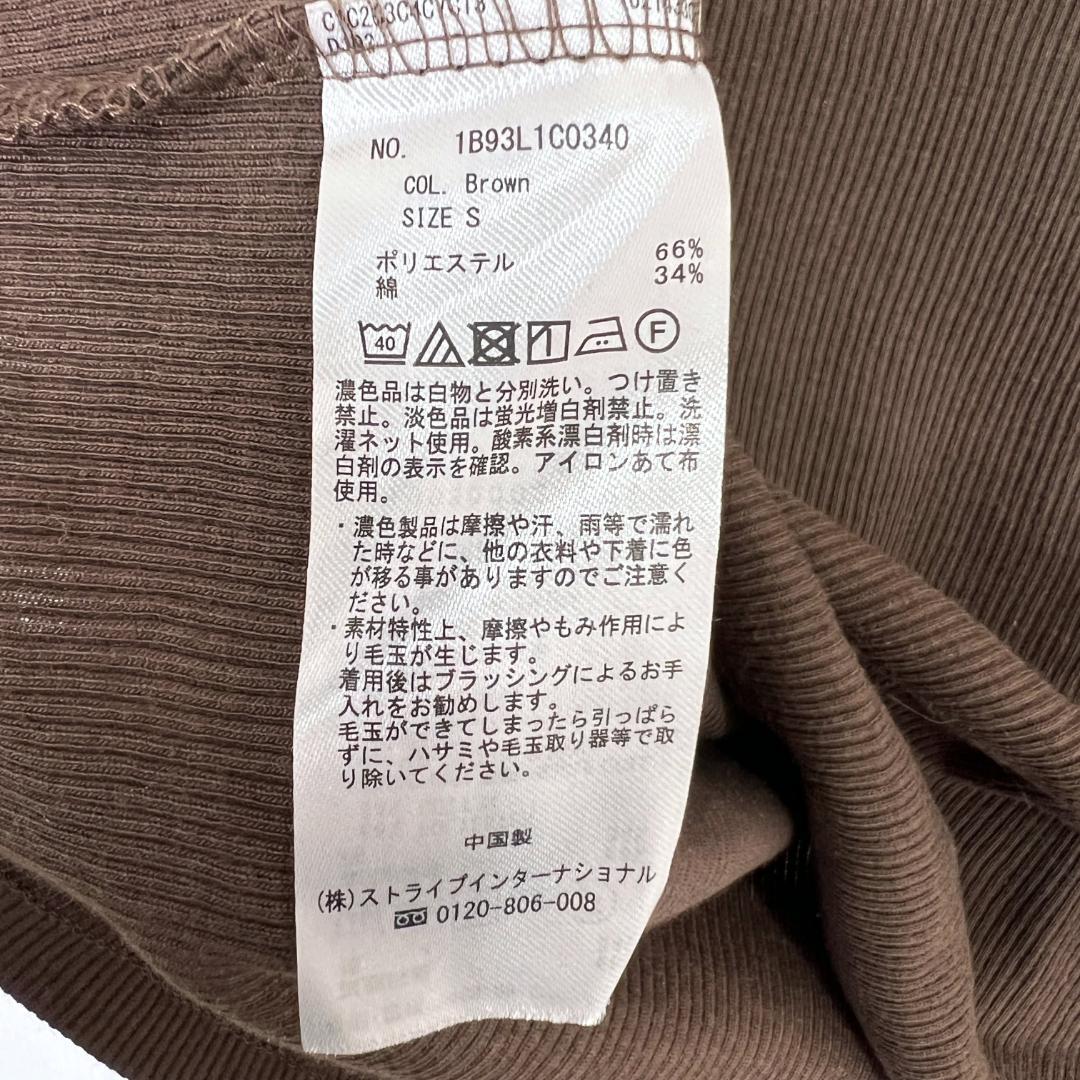 NO. 1B93L1C0340
COL. Brown
SIZE S
ポリエステル 66%
綿 34%
40 F
濃色品は白物と分別洗い。つけ置き
禁止。淡色品は蛍光増白剤禁止。洗
濯ネット使用。酸素系漂白剤時は漂
白剤の表示を確認。アイロンあて布
使用。
・濃色製品は摩擦や汗、雨等で濡れ
た時などに、他の衣料や下着に色
が移る事がありますのでご注意く
ださい。
・素材特性上、摩擦やもみ作用によ
り毛玉が生じます。
着用後はブラッシングによるお手
入れをお勧めします。
毛玉ができてしまったら引っぱら
ずに、ハサミや毛玉取り器等で取
り除いてください。
中国製
(株)ストライプインターナショナル
0120-806-008